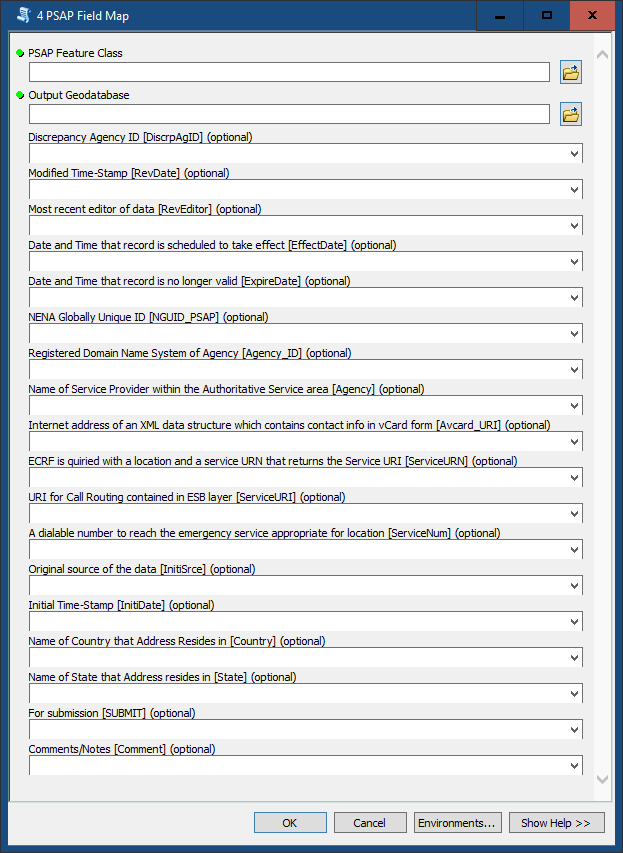 4 PSAP Field Map
PSAP Feature Class
Output Geodatabase
Discrepancy Agency ID [DiscrpAgID] (optional)
Modified Time-Stamp [RevDate] (optional)
Most recent editor of data [RevEditor] (optional)
Date and Time that record is scheduled to take effect [EffectDate] (optional)
Date and Time that record is no longer valid [ExpireDate] (optional)
NENA Globally Unique ID [NGUID_PSAP] (optional)
Registered Domain Name System of Agency [Agency_ID] (optional)
Name of Service Provider within the Authoritative Service area [Agency] (optional)
Internet address of an XML data structure which contains contact info in vCard form [Avcard_URI] (optional)
ECRF is quiried with a location and a service URN that returns the Service URI [ServiceURN] (optional)
URI for Call Routing contained in ESB layer [ServiceURI] (optional)
A dialable number to reach the emergency service appropriate for location [ServiceNum] (optional)
Original source of the data [InitiSrce] (optional)
Initial Time-Stamp [InitiDate] (optional)
Name of Country that Address Resides in [Country] (optional)
Name of State that Address resides in [State] (optional)
For submission [SUBMIT] (optional)
Comments/Notes [Comment] (optional)
OK Cancel Environments... Show Help >>